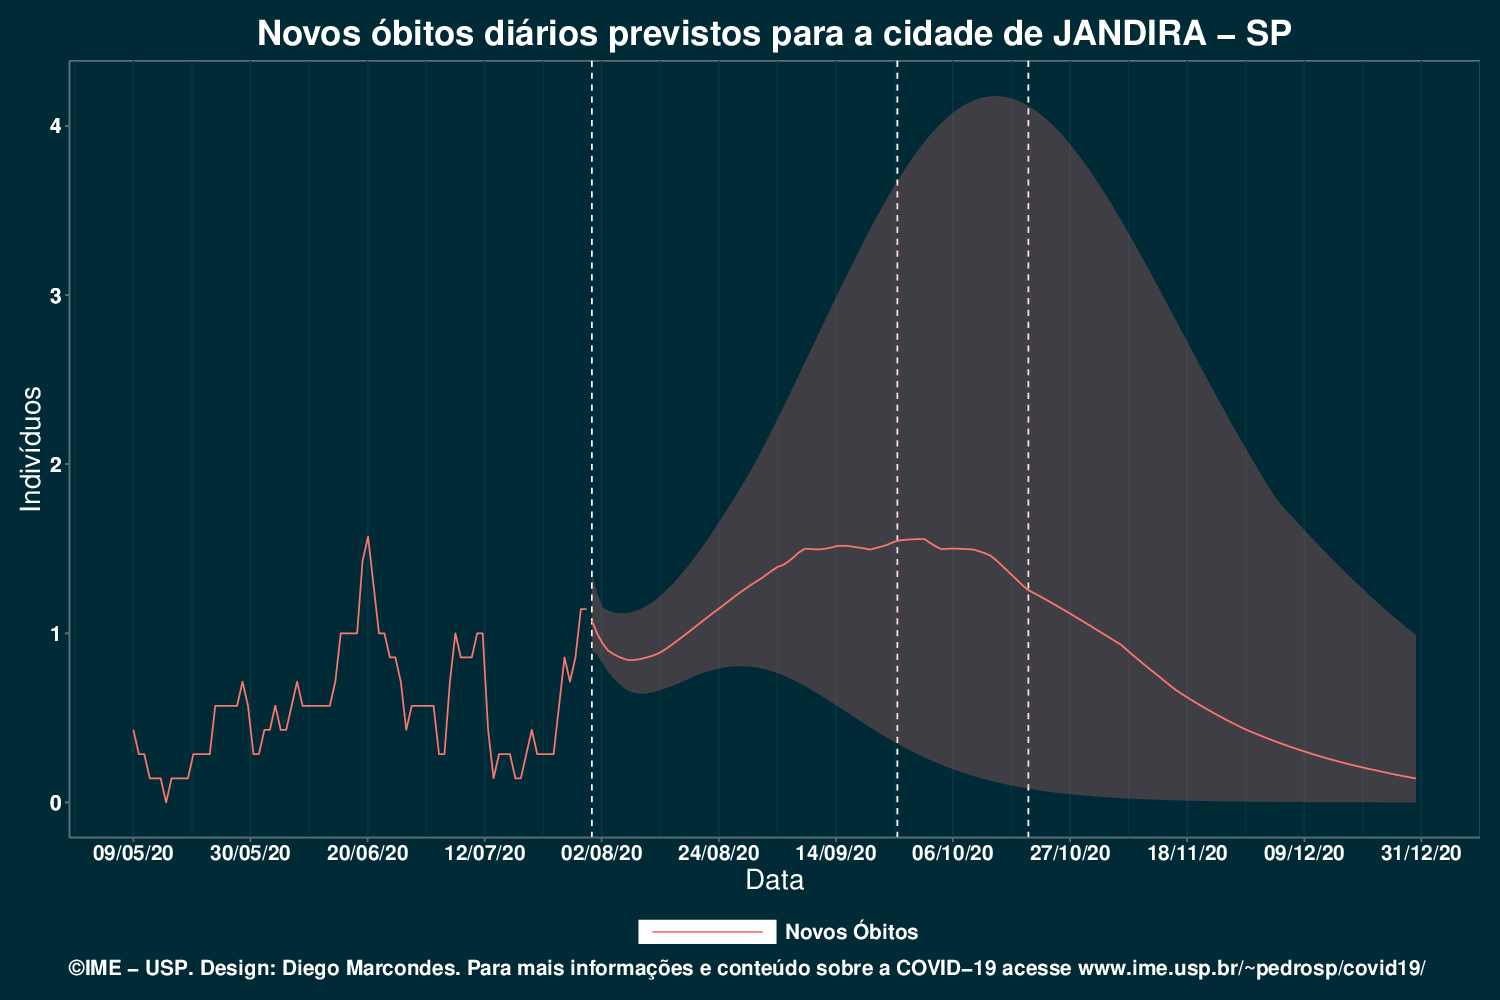 Novos óbitos diários previstos para a cidade de JANDIRA – SP
4
3
2
1
0
Indivíduos
09/05/20 30/05/20 20/06/20 12/07/20 02/08/20 24/08/20 14/09/20 06/10/20 27/10/20 18/11/20 09/12/20 31/12/20
Data
Novos Óbitos
©IME – USP. Design: Diego Marcondes. Para mais informações e conteúdo sobre a COVID–19 acesse www.ime.usp.br/~pedrosp/covid19/